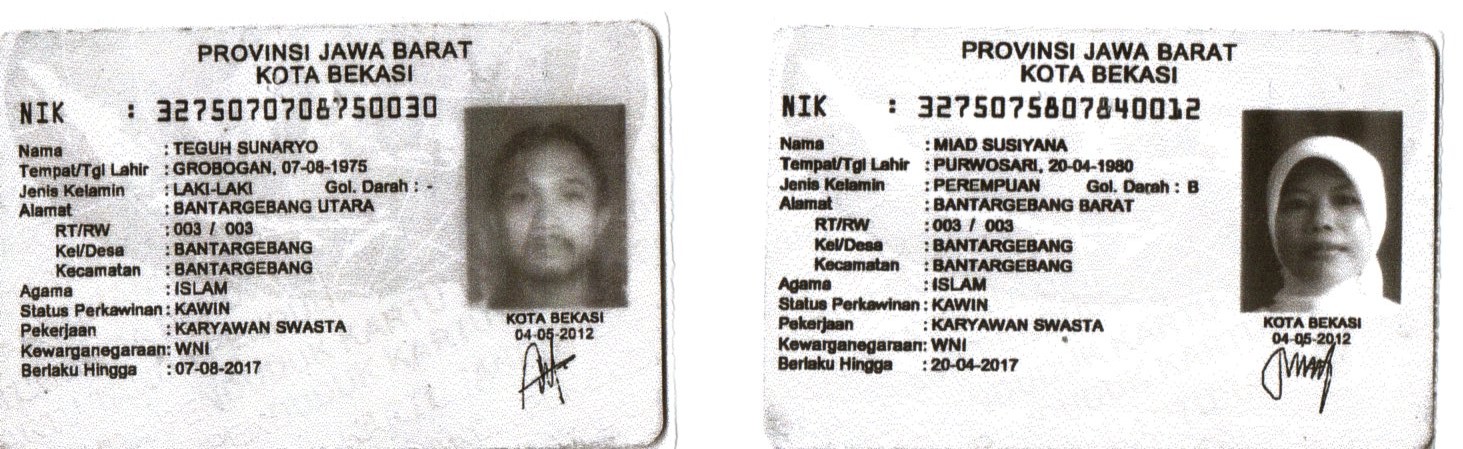 PROVINSI JAWA BARAT
KOTA BEKASI
NIK : 3275070708750030
Nama : TEGUH SUNARYO
Tempat/Tgl Lahir : GROBOGAN, 07-08-1975
Jenis Kelamin : LAKI-LAKI Gol. Darah : -
Alamat : BANTARGEBANG UTARA
RT/RW : 003 / 003
Kel/Desa : BANTARGEBANG
Kecamatan : BANTARGEBANG
Agama : ISLAM
Status Perkawinan : KAWIN
Pekerjaan : KARYAWAN SWASTA
Kewarganegaraan: WNI
Berlaku Hingga : 07-08-2017
KOTA BEKASI
04-05-2012
PROVINSI JAWA BARAT
KOTA BEKASI
NIK : 3275075807840012
Nama : MIAD SUSIYANA
Tempat/Tgl Lahir : PURWOSARI, 20-04-1980
Jenis Kelamin : PEREMPUAN Gol. Darah : B
Alamat : BANTARGEBANG BARAT
RT/RW : 003 / 003
Kel/Desa : BANTARGEBANG
Kecamatan : BANTARGEBANG
Agama : ISLAM
Status Perkawinan : KAWIN
Pekerjaan : KARYAWAN SWASTA
Kewarganegaraan: WNI
Berlaku Hingga : 20-04-2017
KOTA BEKASI
04-05-2012